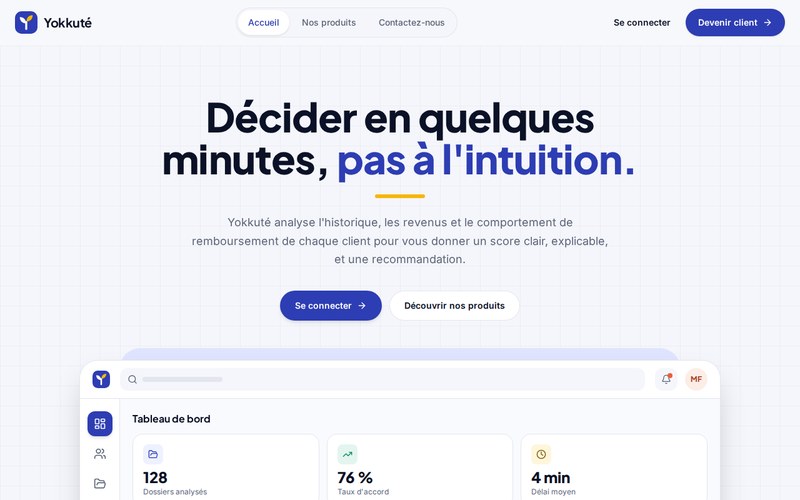 Yokkuté
Accueil
Nos produits
Contactez-nous
Se connecter
Devenir client
Décider en quelques
minutes, pas à l'intuition.
Yokkuté analyse l'historique, les revenus et le comportement de
remboursement de chaque client pour vous donner un score clair, explicable,
et une recommandation.
Se connecter
Découvrir nos produits
MF
Tableau de bord
128
Dossiers analysés
76 %
Taux d'accord
4 min
Délai moyen